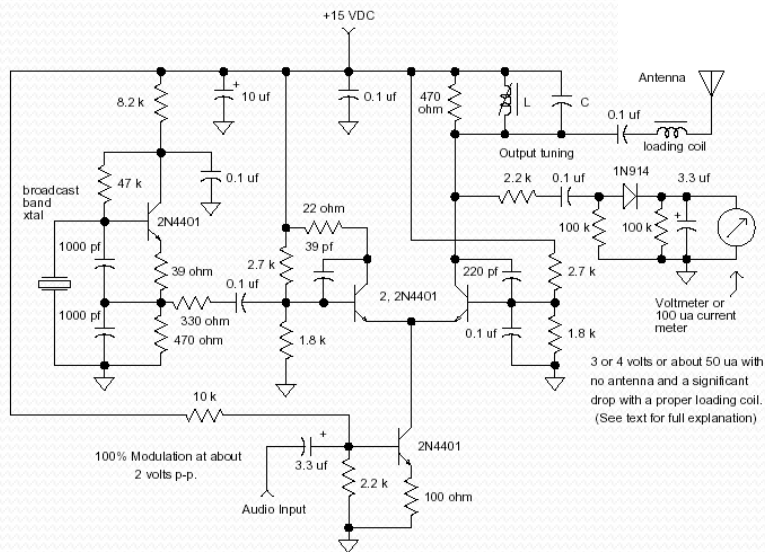 +15 VDC
8.2 k
+
10 uf
0.1 uf
470
ohm
L
C
Antenna
0.1 uf
loading coil
Output tuning
broadcast
band
xtal
47 k
0.1 uf
2N4401
22 ohm
39 pf
2.7 k
2.2 k
0.1 uf
1N914
3.3 uf
100 k
100 k
+
1000 pf
39 ohm
0.1 uf
2, 2N4401
220 pf
2.7 k
Voltmeter or
100 ua current
meter
1000 pf
330 ohm
470 ohm
1.8 k
0.1 uf
1.8 k
3 or 4 volts or about 50 ua with
no antenna and a significant
drop with a proper loading coil.
(See text for full explanation)
10 k
100% Modulation at about
2 volts p-p.
+
3.3 uf
2N4401
2.2 k
100 ohm
Audio Input